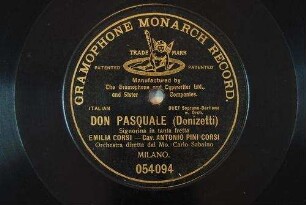 GRAMOPHONE MONARCH RECORD.
TRADE MARK
PATENTED PATENTED
Manufactured by
The Gramophone and Typewriter Ltd.
and Sister Companies.
ITALIAN DUET Soprano-Baritono
DON PASQUALE (Donizetti)
Signorina in tanta fretta
EMILIA CORSI — Cav. ANTONIO PINI CORSI
Orchestra diretta dal Mo. Carlo Sabajno
MILANO.
054094